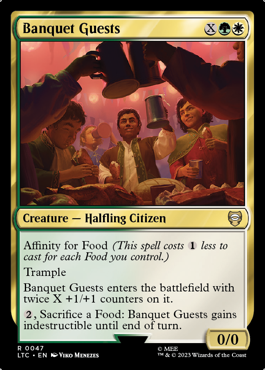 Banquet Guests X
Creature — Halfling Citizen
Affinity for Food (This spell costs 1 less to
cast for each Food you control.)
Trample
Banquet Guests enters the battlefield with
twice X +1/+1 counters on it.
2, Sacrifice a Food: Banquet Guests gains
indestructible until end of turn.
0/0
R 0047
LTC • EN Viko Menezes
© MEE
™ & © 2023 Wizards of the Coast